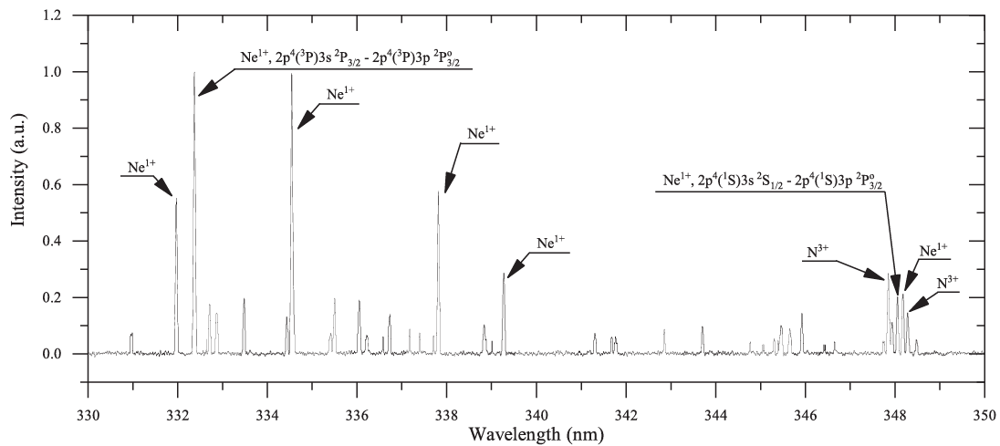 1.2
1.0
0.8
0.6
0.4
0.2
0.0
Intensity (a.u.)
Ne¹⁺, 2p⁴(³P)3s ²P₃/₂ - 2p⁴(³P)3p ²Pº₃/₂
Ne¹⁺
Ne¹⁺
Ne¹⁺
Ne¹⁺, 2p⁴(¹S)3s ²S₁/₂ - 2p⁴(¹S)3p ²Pº₃/₂
Ne¹⁺
N³⁺
Ne¹⁺
N³⁺
330 332 334 336 338 340 342 344 346 348 350
Wavelength (nm)